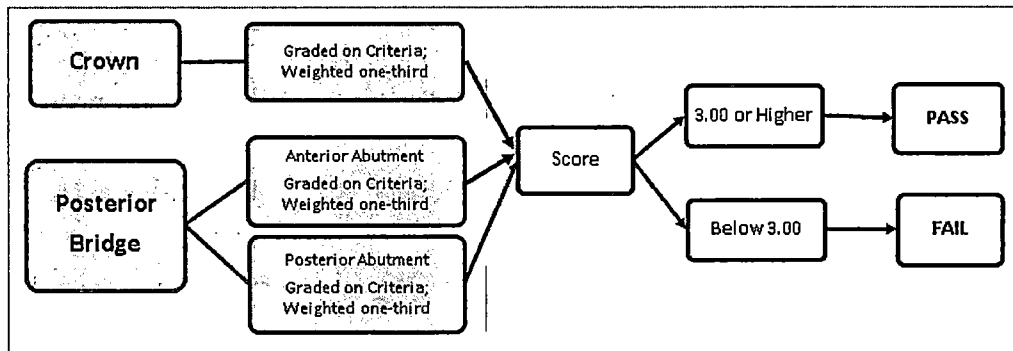 Crown
Graded on Criteria;
Weighted one-third
Posterior
Bridge
Anterior Abutment
Graded on Criteria;
Weighted one-third
Posterior Abutment
Graded on Criteria;
Weighted one-third
Score
3.00 or Higher
PASS
Below 3.00
FAIL